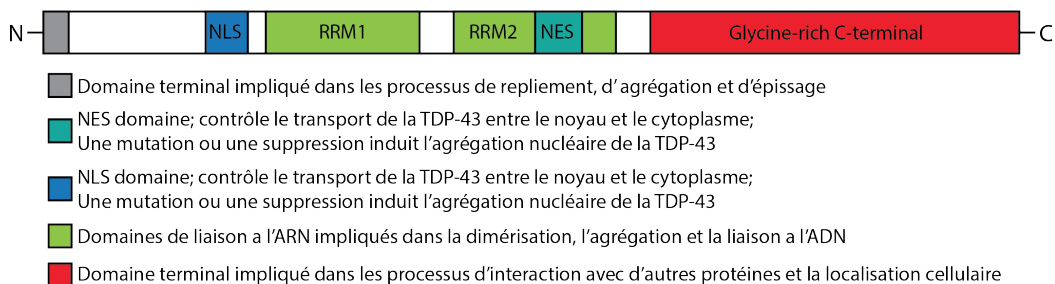 N NLS RRM1 RRM2 NES Glycine-rich C-terminal C
Domaine terminal impliqué dans les processus de repliement, d’ agrégation et d’épissage
NES domaine; contrôle le transport de la TDP-43 entre le noyau et le cytoplasme;
Une mutation ou une suppression induit l’agrégation nucléaire de la TDP-43
NLS domaine; contrôle le transport de la TDP-43 entre le noyau et le cytoplasme;
Une mutation ou une suppression induit l’agrégation nucléaire de la TDP-43
Domaines de liaison a l’ARN impliqués dans la dimérisation, l’agrégation et la liaison a l’ADN
Domaine terminal impliqué dans les processus d’interaction avec d’autres protéines et la localisation cellulaire